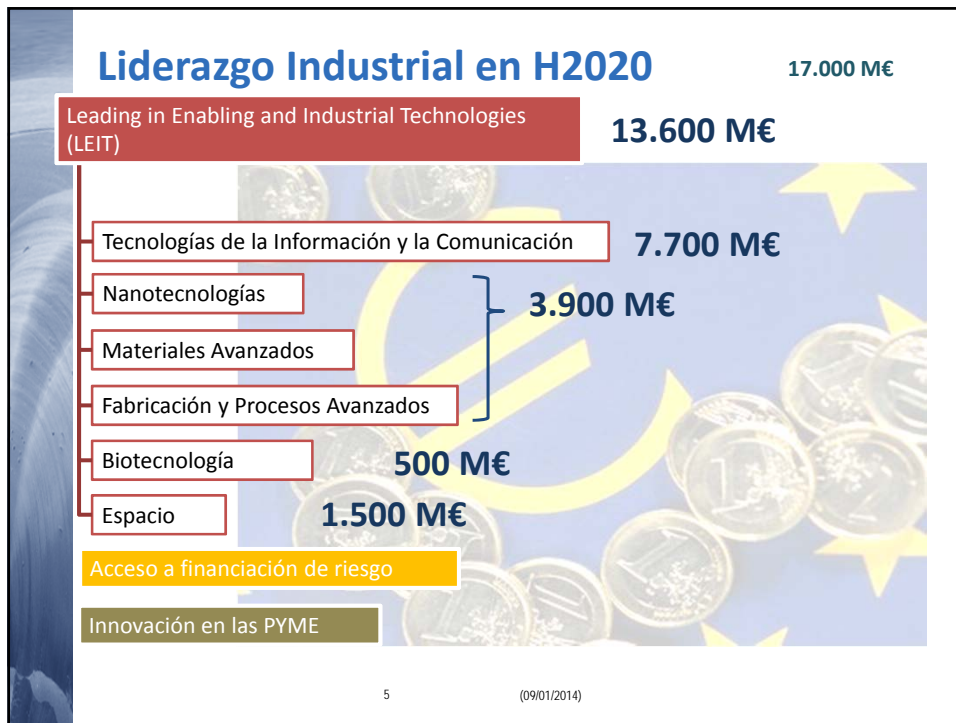 Liderazgo Industrial en H2020
17.000 M€
Leading in Enabling and Industrial Technologies
(LEIT)
13.600 M€
Tecnologías de la Información y la Comunicación
7.700 M€
Nanotecnologías
3.900 M€
Materiales Avanzados
Fabricación y Procesos Avanzados
Biotecnología
500 M€
Espacio
1.500 M€
Acceso a financiación de riesgo
Innovación en las PYME
5
(09/01/2014)